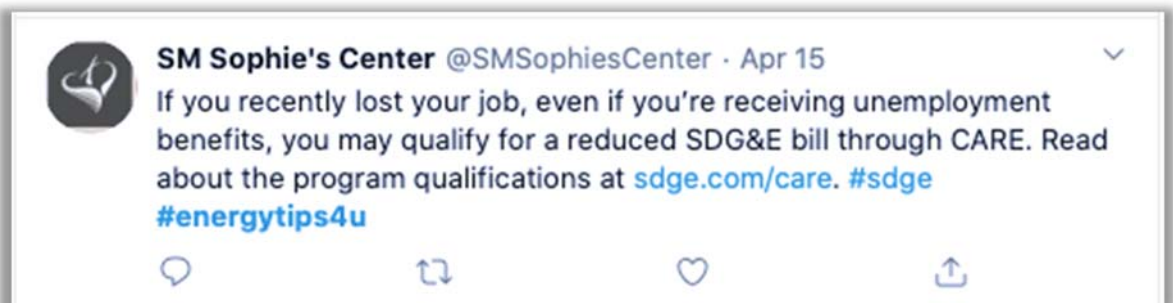 SM Sophie's Center @SMSophiesCenter · Apr 15
If you recently lost your job, even if you’re receiving unemployment
benefits, you may qualify for a reduced SDG&E bill through CARE. Read
about the program qualifications at sdge.com/care. #sdge
#energytips4u